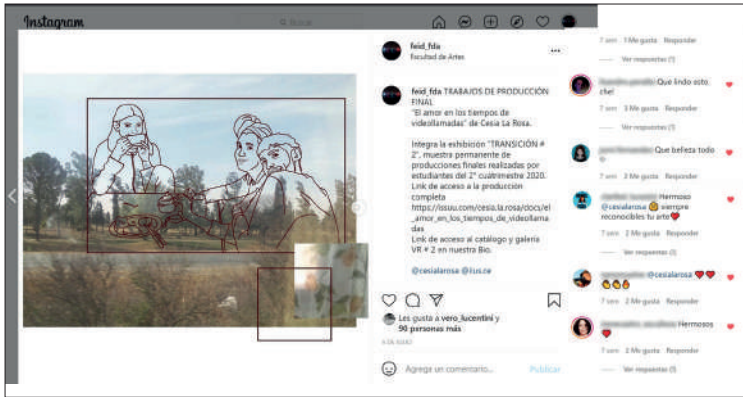 Instagram
Buscar
feid_fda
Facultad de Artes
feid_fda TRABAJOS DE PRODUCCIÓN
FINAL
"El amor en los tiempos de
videollamadas" de Cesia La Rosa.
Integra la exhibición "TRANSICIÓN #
2", muestra permanente de
producciones finales realizadas por
estudiantes del 2° cuatrimestre 2020.
Link de acceso a la producción
completa
https://issuu.com/cesia.la.rosa/docs/el
_amor_en_los_tiempos_de_videollama
das
Link de acceso al catálogo y galería
VR # 2 en nuestra Bio.
@cesialarosa @ilus.ce
Les gusta a vero_lucentini y
90 personas más
Agrega un comentario...
Publicar
7 sem 1 Me gusta Responder
Ver respuestas (1)
Que lindo esto
che!
7 sem 3 Me gusta Responder
Que belleza todo
7 sem 2 Me gusta Responder
Hermoso
@cesialarosa siempre
reconocibles tu arte
7 sem 2 Me gusta Responder
Ver respuestas (1)
@cesialarosa
7 sem 2 Me gusta Responder
Hermosos
7 sem 2 Me gusta Responder
Ver respuestas (1)